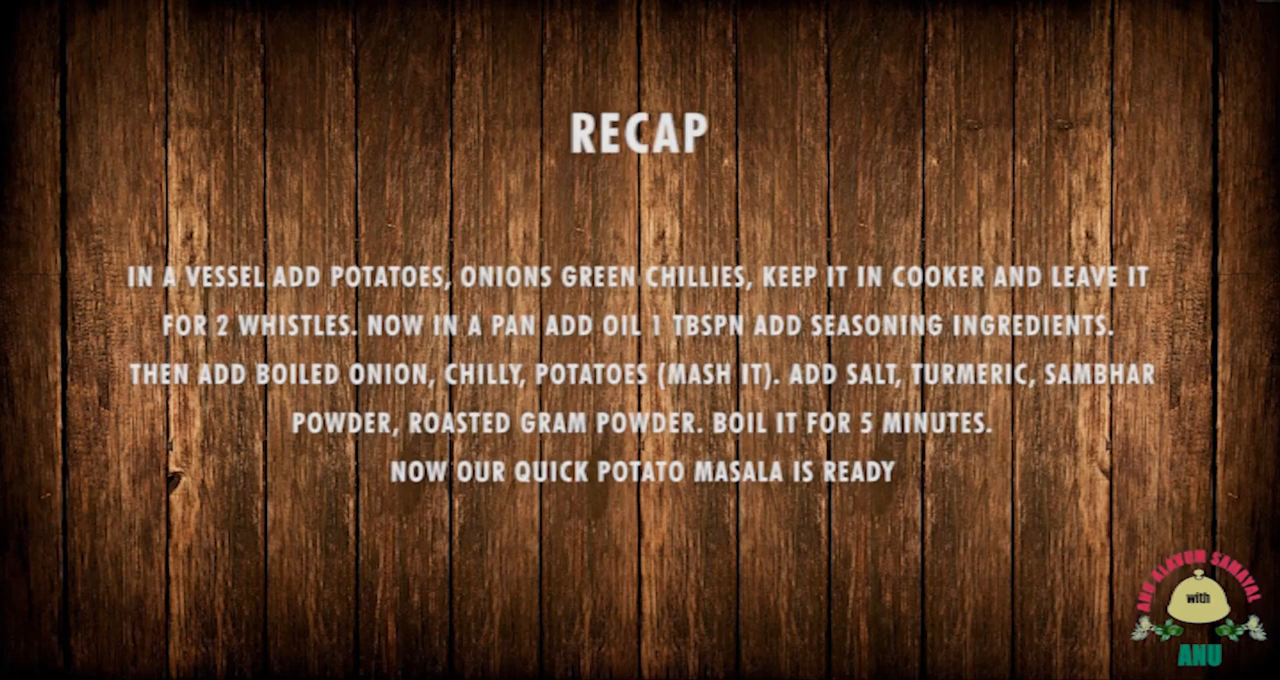 RECAP
IN A VESSEL ADD POTATOES, ONIONS GREEN CHILLIES, KEEP IT IN COOKER AND LEAVE IT
FOR 2 WHISTLES. NOW IN A PAN ADD OIL 1 TBSPN ADD SEASONING INGREDIENTS.
THEN ADD BOILED ONION, CHILLY, POTATOES (MASH IT). ADD SALT, TURMERIC, SAMBHAR
POWDER, ROASTED GRAM POWDER. BOIL IT FOR 5 MINUTES.
NOW OUR QUICK POTATO MASALA IS READY
ALAVUM SAMAYAL
with
ANU